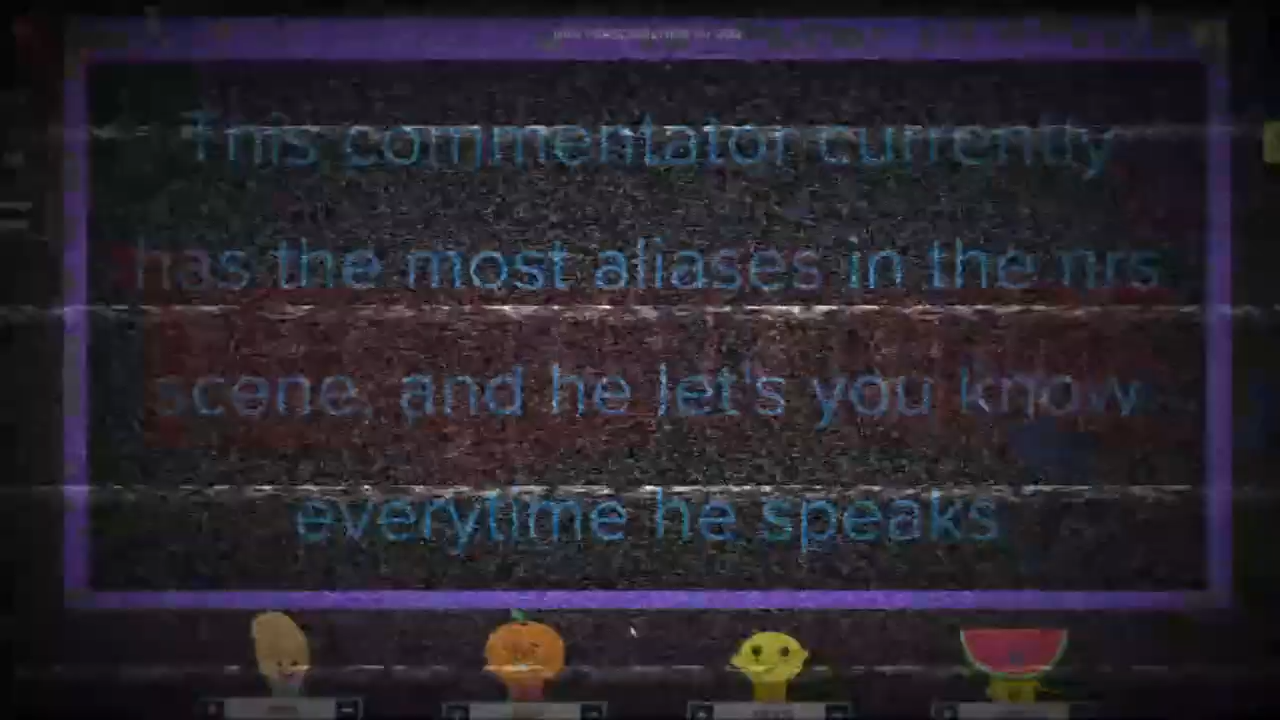 This commentator currently
has the most aliases in the nrs
scene, and he let's you know
everytime he speaks